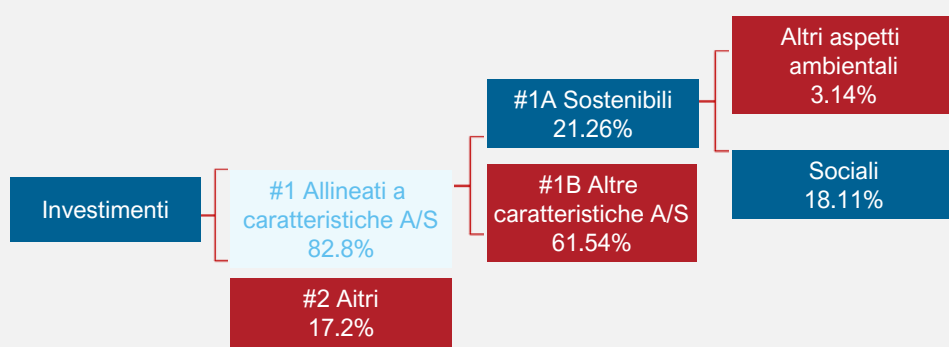 Investimenti
#1 Allineati a
caratteristiche A/S
82.8%
#2 Aitri
17.2%
#1A Sostenibili
21.26%
#1B Altre
caratteristiche A/S
61.54%
Altri aspetti
ambientali
3.14%
Sociali
18.11%